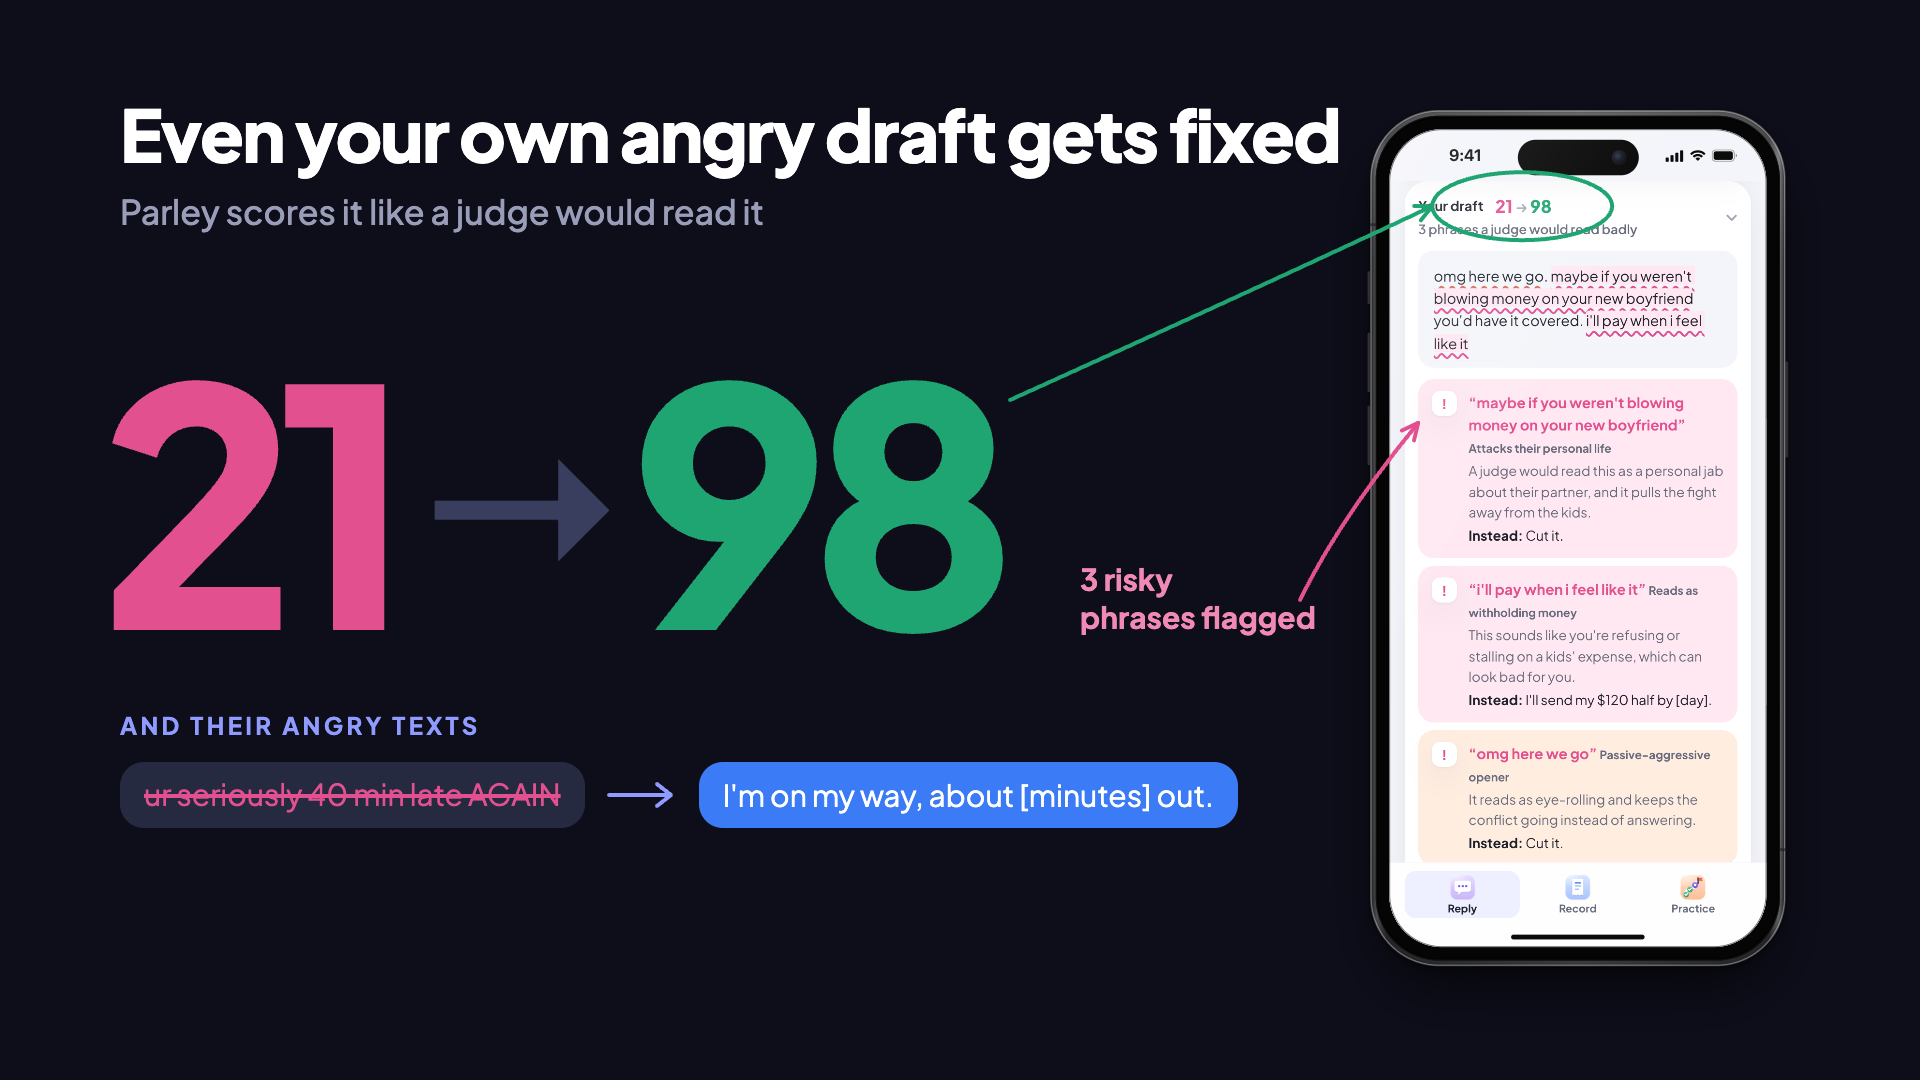 Even your own angry draft gets fixed
Parley scores it like a judge would read it
21 → 98
3 risky
phrases flagged
AND THEIR ANGRY TEXTS
ur seriously 40 min late AGAIN
I'm on my way, about [minutes] out.
9:41
Your draft 21 → 98
3 phrases a judge would read badly
omg here we go. maybe if you weren't
blowing money on your new boyfriend
you'd have it covered. i'll pay when i feel
like it
! "maybe if you weren't blowing
money on your new boyfriend"
Attacks their personal life
A judge would read this as a personal jab
about their partner, and it pulls the fight
away from the kids.
Instead: Cut it.
! "i'll pay when i feel like it" Reads as
withholding money
This sounds like you're refusing or
stalling on a kids' expense, which can
look bad for you.
Instead: I'll send my $120 half by [day].
! "omg here we go" Passive-aggressive
opener
It reads as eye-rolling and keeps the
conflict going instead of answering.
Instead: Cut it.
Reply
Record
Practice